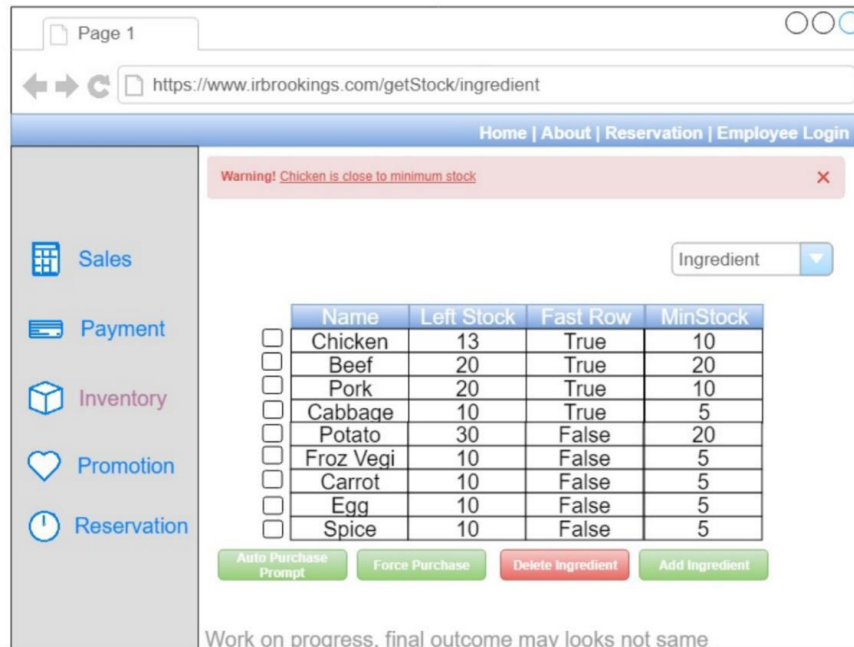 Page 1
https://www.irbrookings.com/getStock/ingredient
Home | About | Reservation | Employee Login
Warning! Chicken is close to minimum stock
Sales
Payment
Inventory
Promotion
Reservation
Ingredient
Name Left Stock Fast Row MinStock
Chicken 13 True 10
Beef 20 True 20
Pork 20 True 10
Cabbage 10 True 5
Potato 30 False 20
Froz Vegi 10 False 5
Carrot 10 False 5
Egg 10 False 5
Spice 10 False 5
Auto Purchase
Prompt
Force Purchase
Delete Ingredient
Add Ingredient
Work on progress, final outcome may looks not same